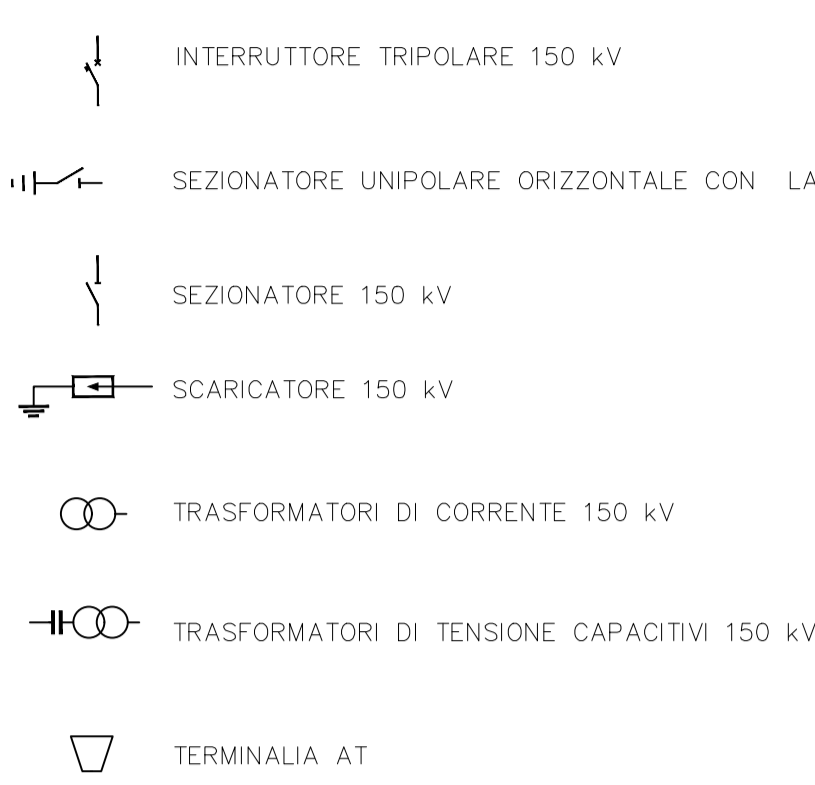 INTERRUTTORE TRIPOLARE 150 kV
SEZIONATORE UNIPOLARE ORIZZONTALE CON LA
SEZIONATORE 150 kV
SCARICATORE 150 kV
TRASFORMATORI DI CORRENTE 150 kV
TRASFORMATORI DI TENSIONE CAPACITIVI 150 kV
TERMINALIA AT